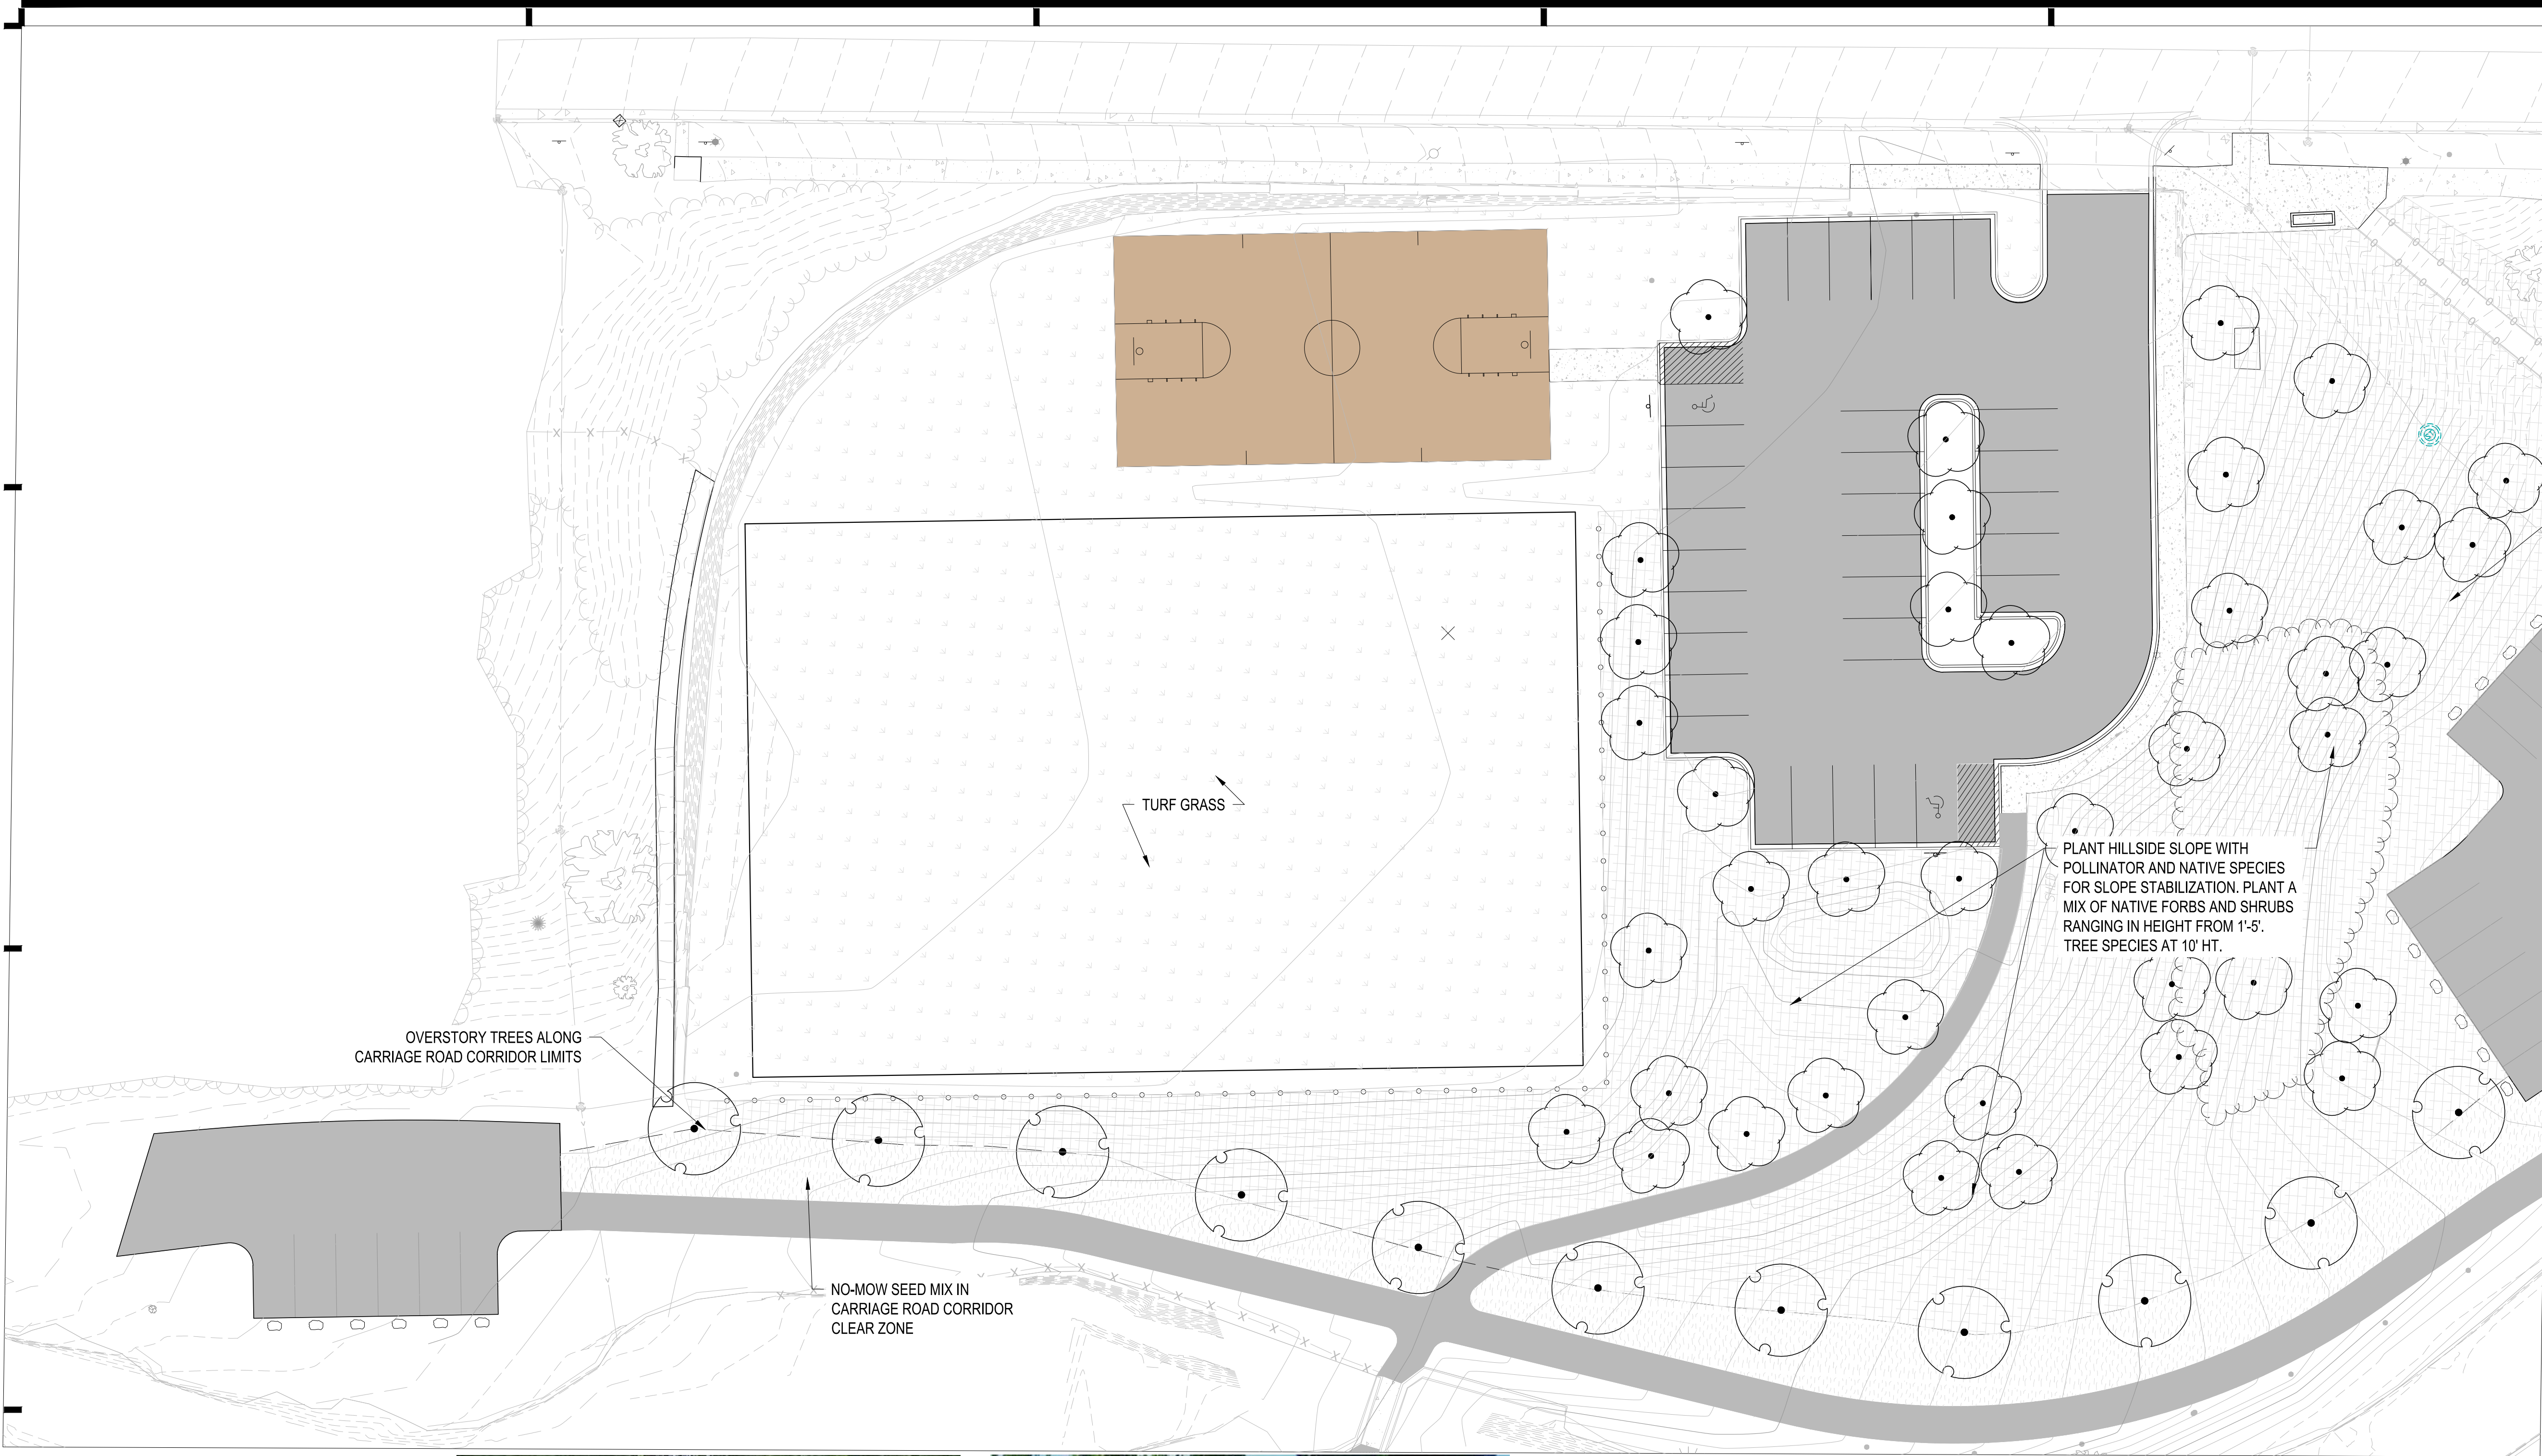 TURF GRASS
PLANT HILLSIDE SLOPE WITH
POLLINATOR AND NATIVE SPECIES
FOR SLOPE STABILIZATION. PLANT A
MIX OF NATIVE FORBS AND SHRUBS
RANGING IN HEIGHT FROM 1'-5'.
TREE SPECIES AT 10' HT.
OVERSTORY TREES ALONG
CARRIAGE ROAD CORRIDOR LIMITS
NO-MOW SEED MIX IN
CARRIAGE ROAD CORRIDOR
CLEAR ZONE